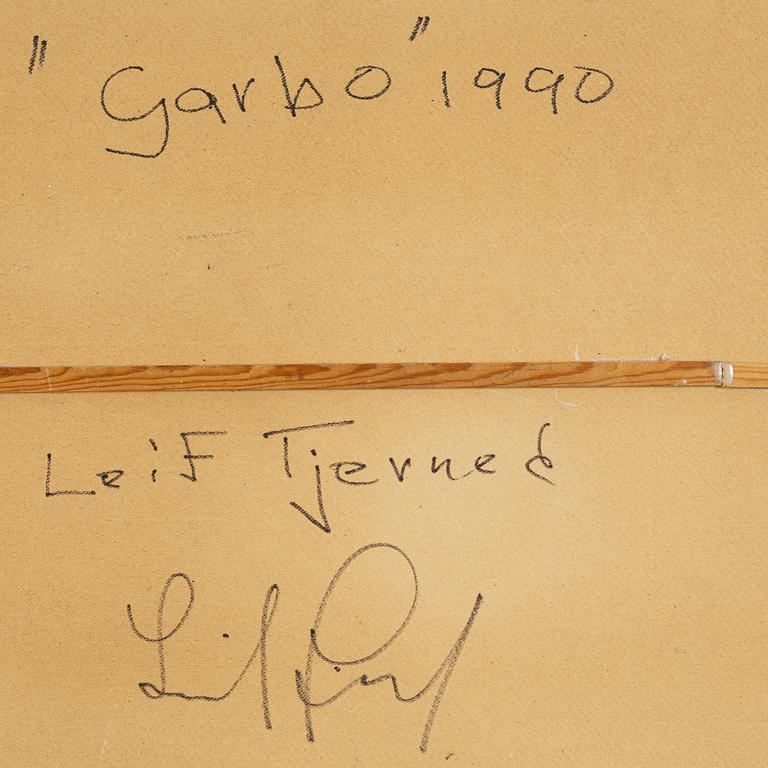 "Garbo" 1990
Leif Tjerned